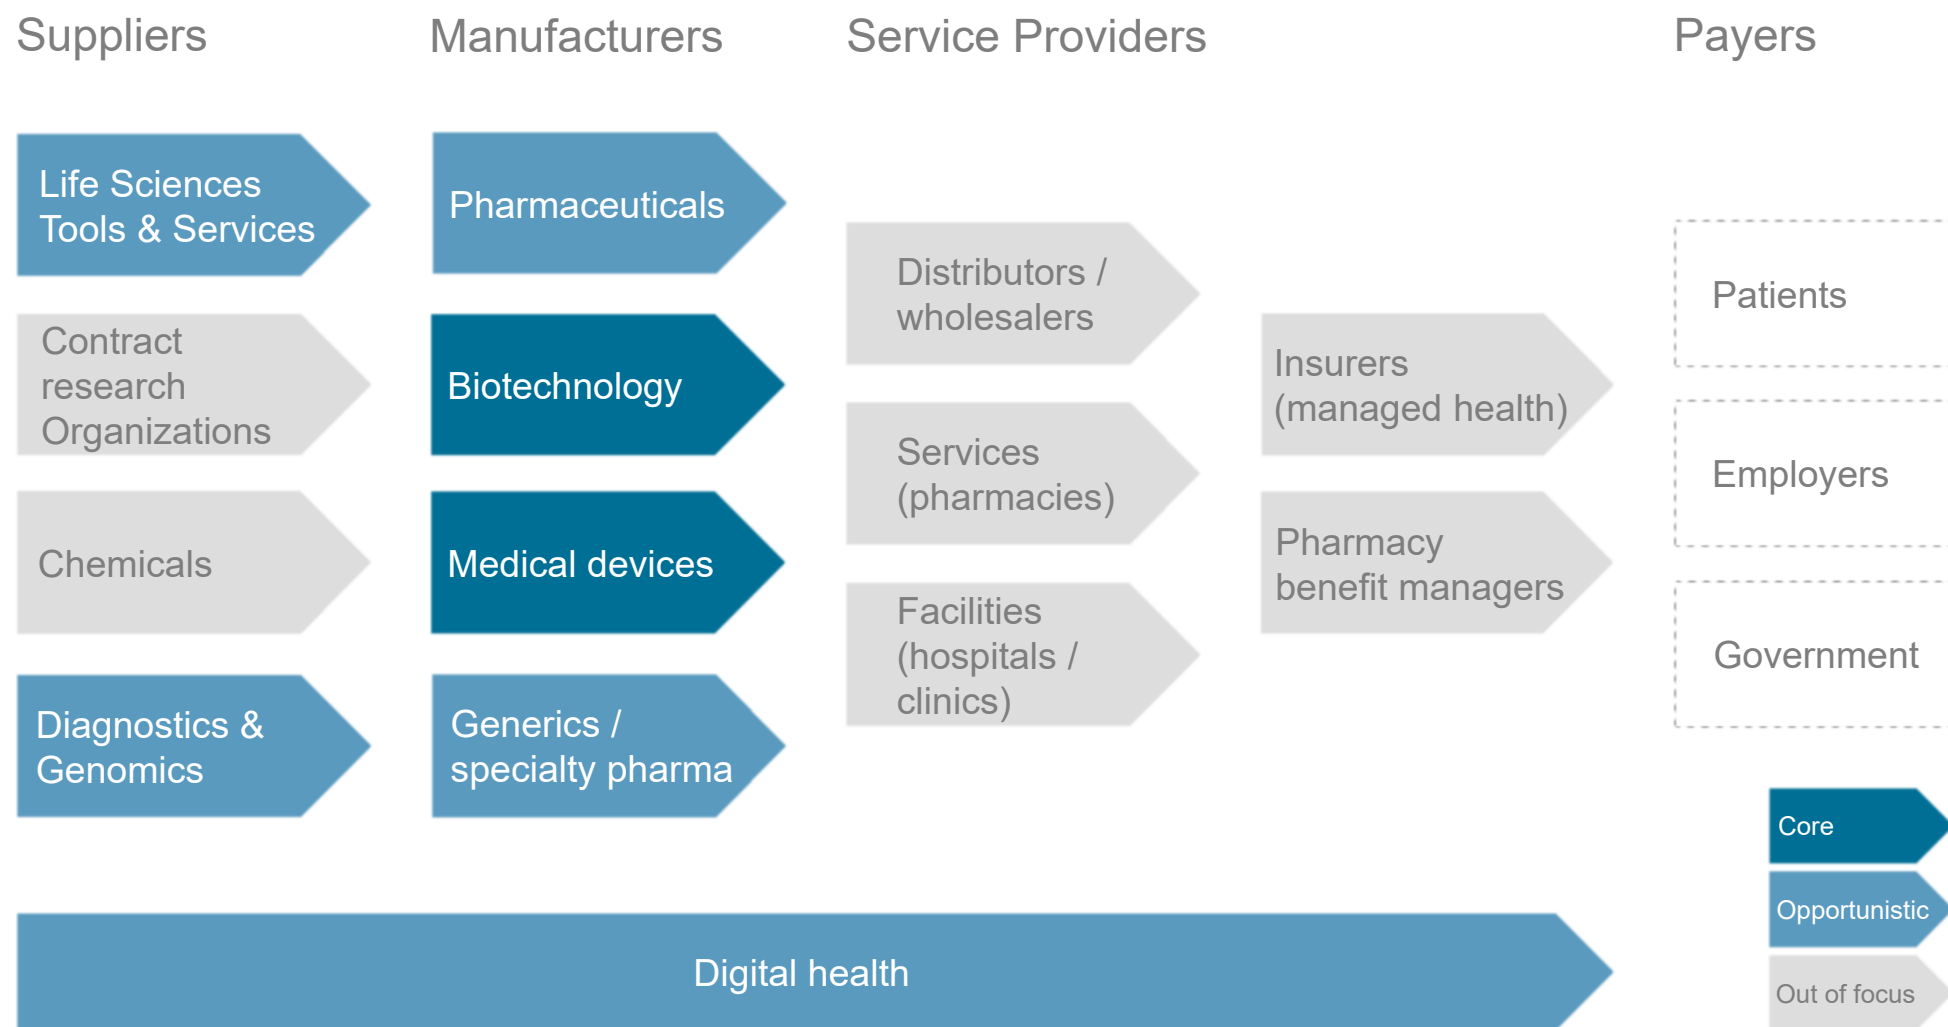 Suppliers
Manufacturers
Service Providers
Payers
Life Sciences
Tools & Services
Contract
research
Organizations
Chemicals
Diagnostics &
Genomics
Pharmaceuticals
Biotechnology
Medical devices
Generics /
specialty pharma
Distributors /
wholesalers
Services
(pharmacies)
Facilities
(hospitals /
clinics)
Insurers
(managed health)
Pharmacy
benefit managers
Patients
Employers
Government
Digital health
Core
Opportunistic
Out of focus